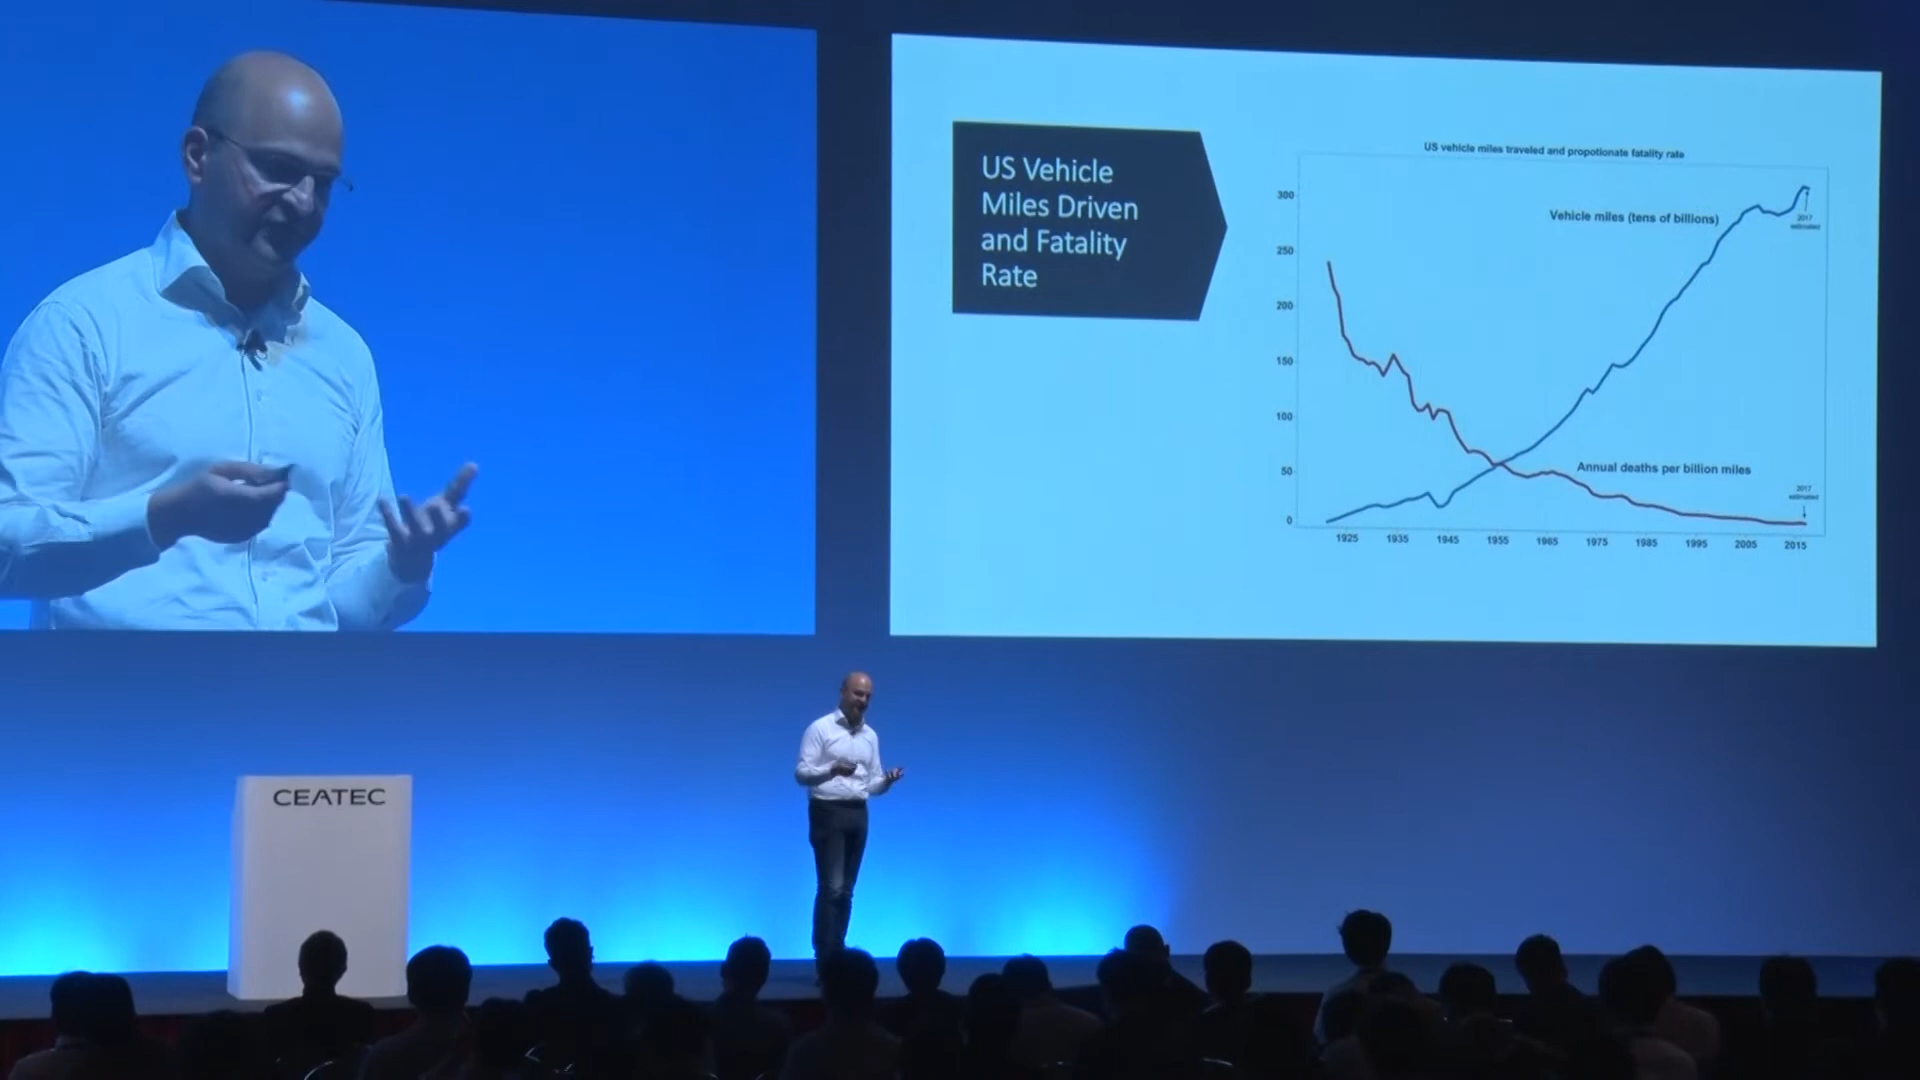 US Vehicle
Miles Driven
and Fatality
Rate
US vehicle miles traveled and propotionate fatality rate
300
250
200
150
100
50
0
Vehicle miles (tens of billions)
2017
estimated
Annual deaths per billion miles
2017
estimated
1925 1935 1945 1955 1965 1975 1985 1995 2005 2015
CEATEC